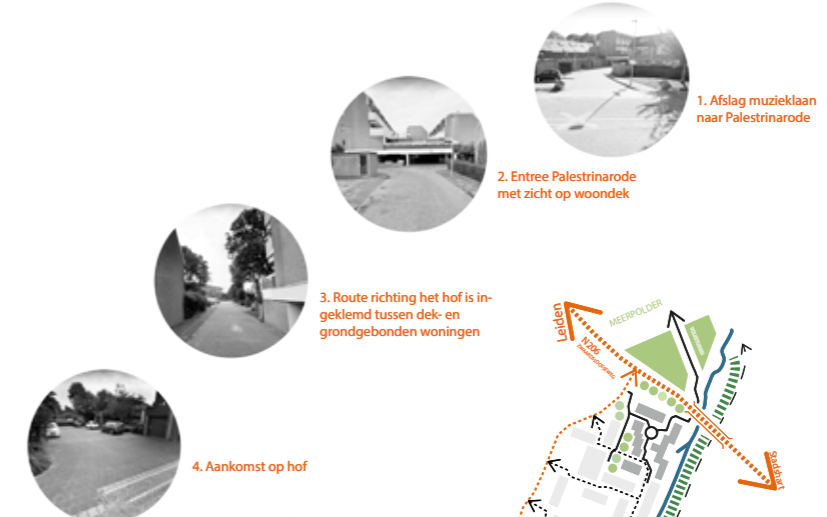 1. Afslag muzieklaan
naar Palestrinarode
2. Entree Palestrinarode
met zicht op woondek
3. Route richting het hof is in-
geklemd tussen dek- en
grondgebonden woningen
4. Aankomst op hof
Leiden
MEERPOLDER
N206
Stadshart